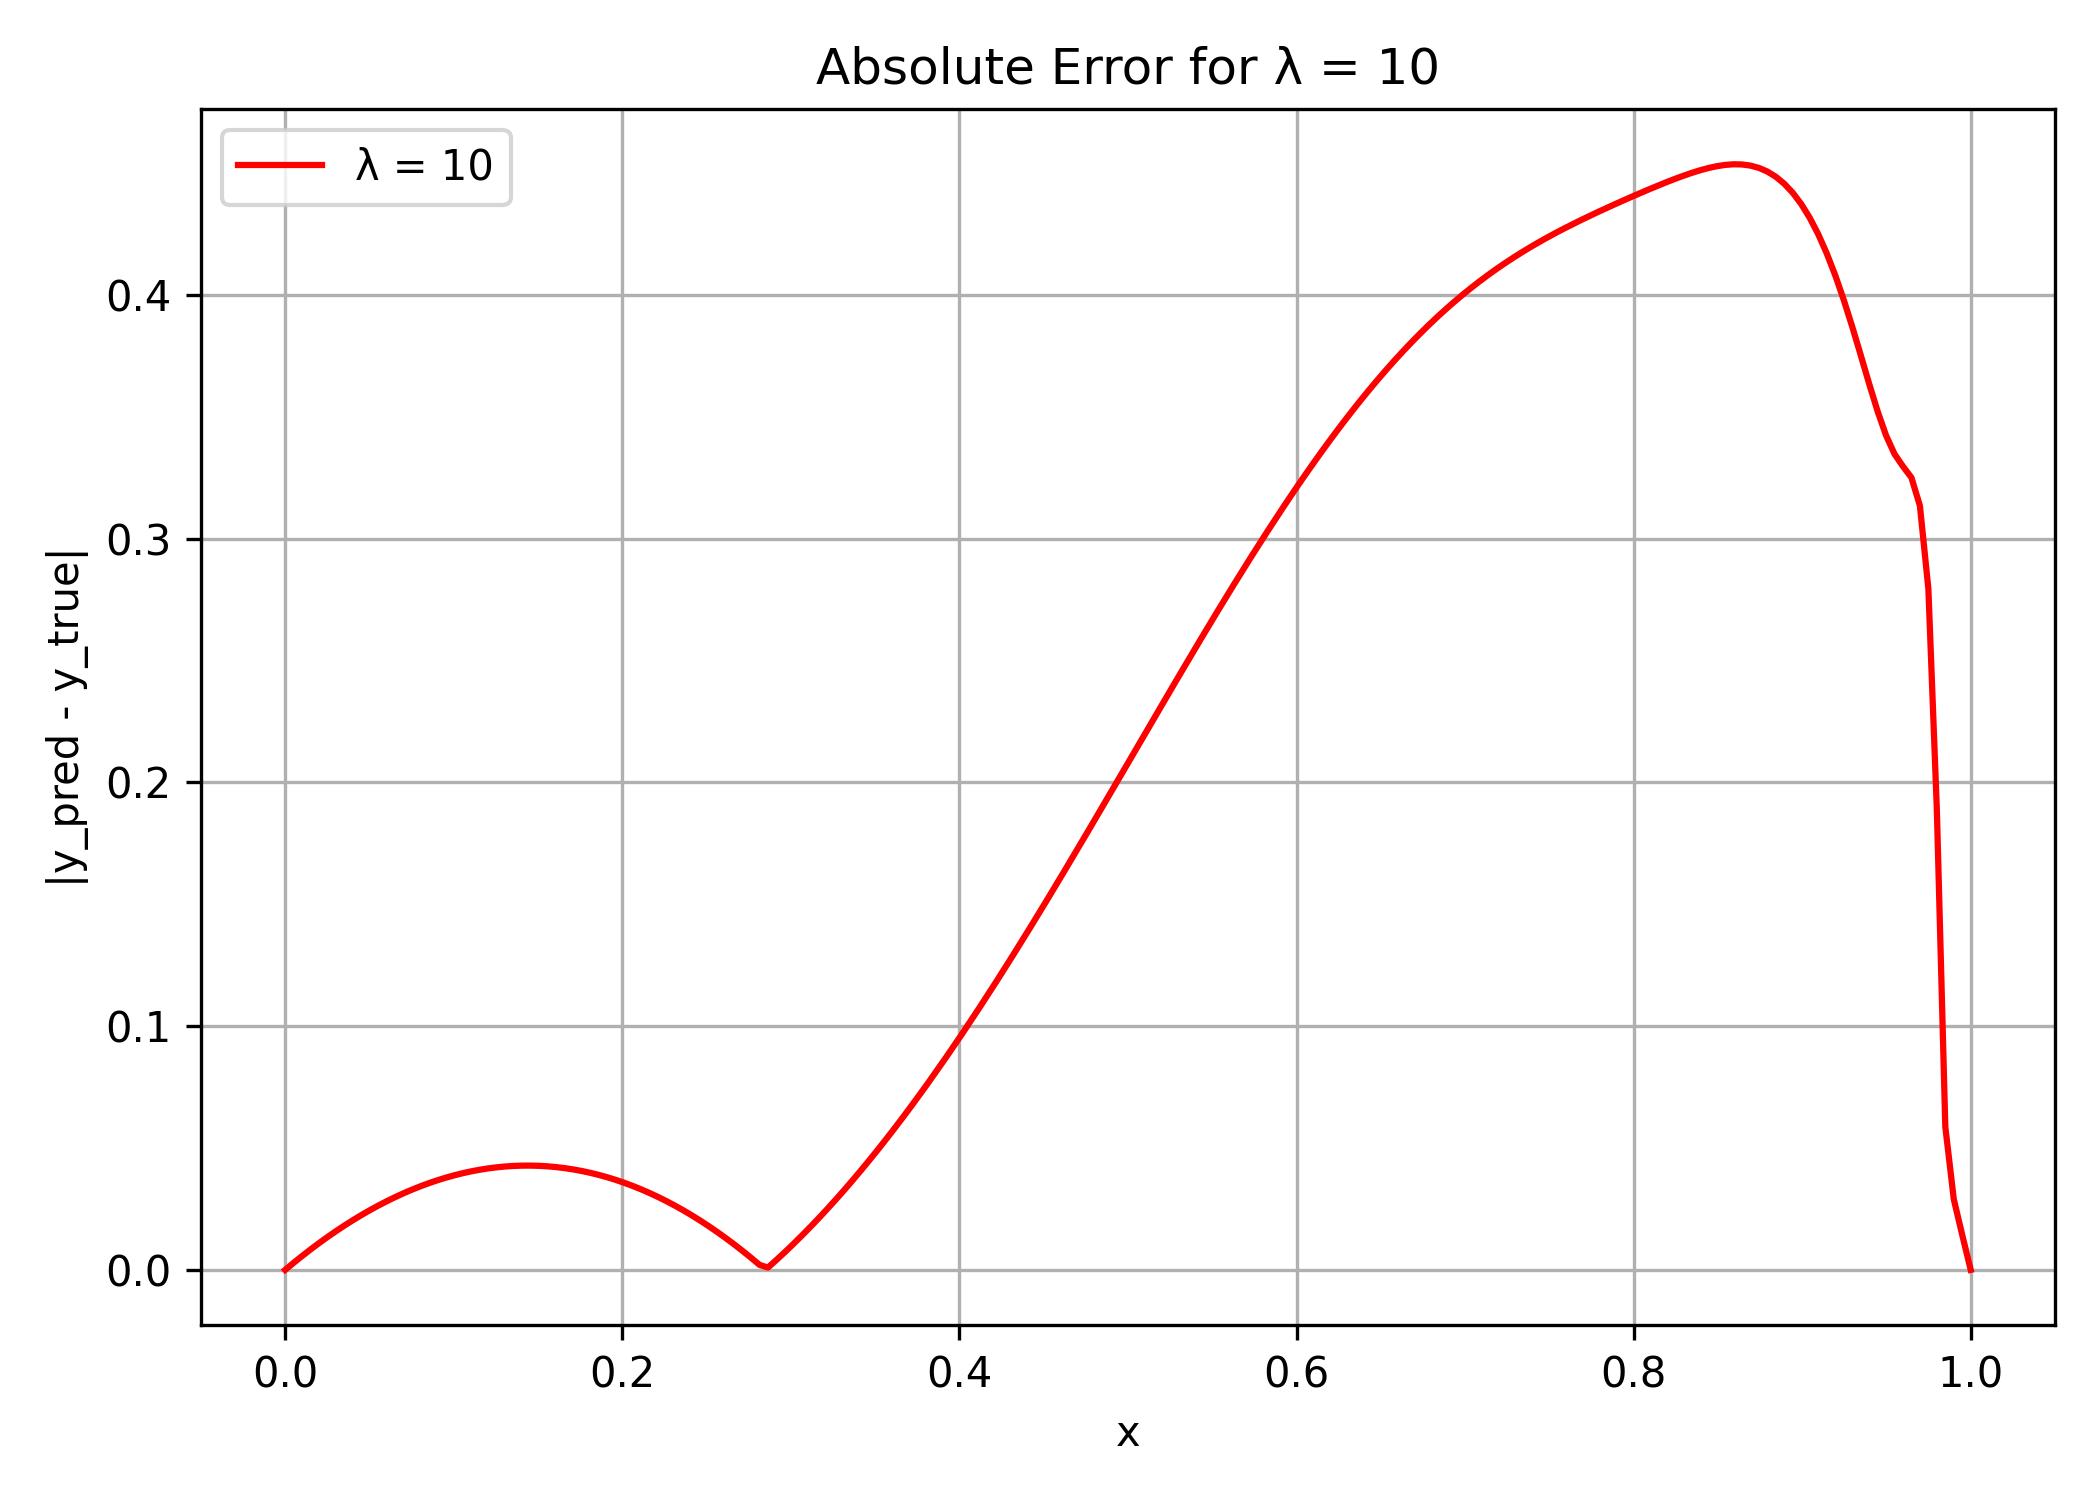 Absolute Error for λ = 10
λ = 10
|y_pred - y_true|
0.4
0.3
0.2
0.1
0.0
0.0 0.2 0.4 0.6 0.8 1.0
x